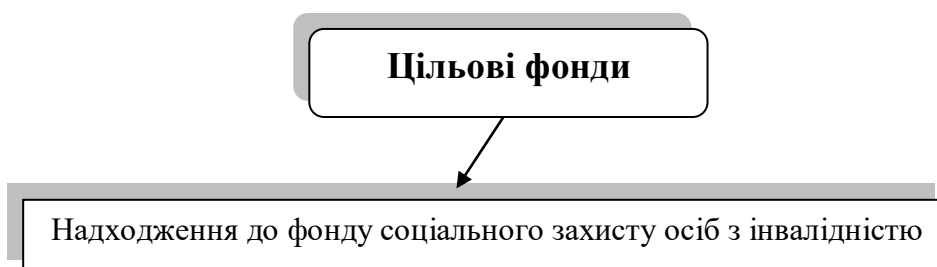 Цільові фонди
Надходження до фонду соціального захисту осіб з інвалідністю